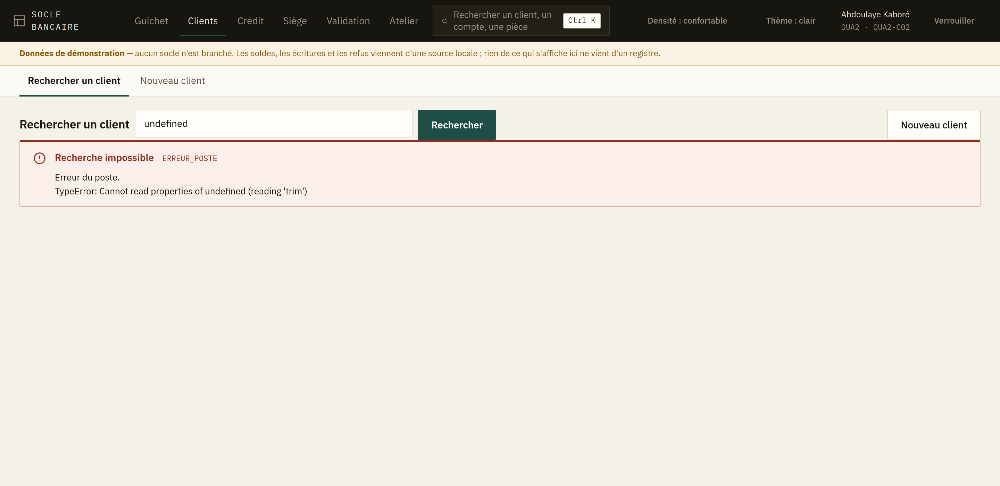 SOCLE
BANCAIRE
Guichet
Clients
Crédit
Siège
Validation
Atelier
Rechercher un client, un
compte, une pièce
Ctrl K
Densité : confortable
Thème : clair
Abdoulaye Kaboré
OUA2 · OUA2-C02
Verrouiller
Données de démonstration — aucun socle n'est branché. Les soldes, les écritures et les refus viennent d'une source locale ; rien de ce qui s'affiche ici ne vient d'un registre.
Rechercher un client
Nouveau client
Rechercher un client
undefined
Rechercher
Nouveau client
Recherche impossible ERREUR_POSTE
Erreur du poste.
TypeError: Cannot read properties of undefined (reading 'trim')